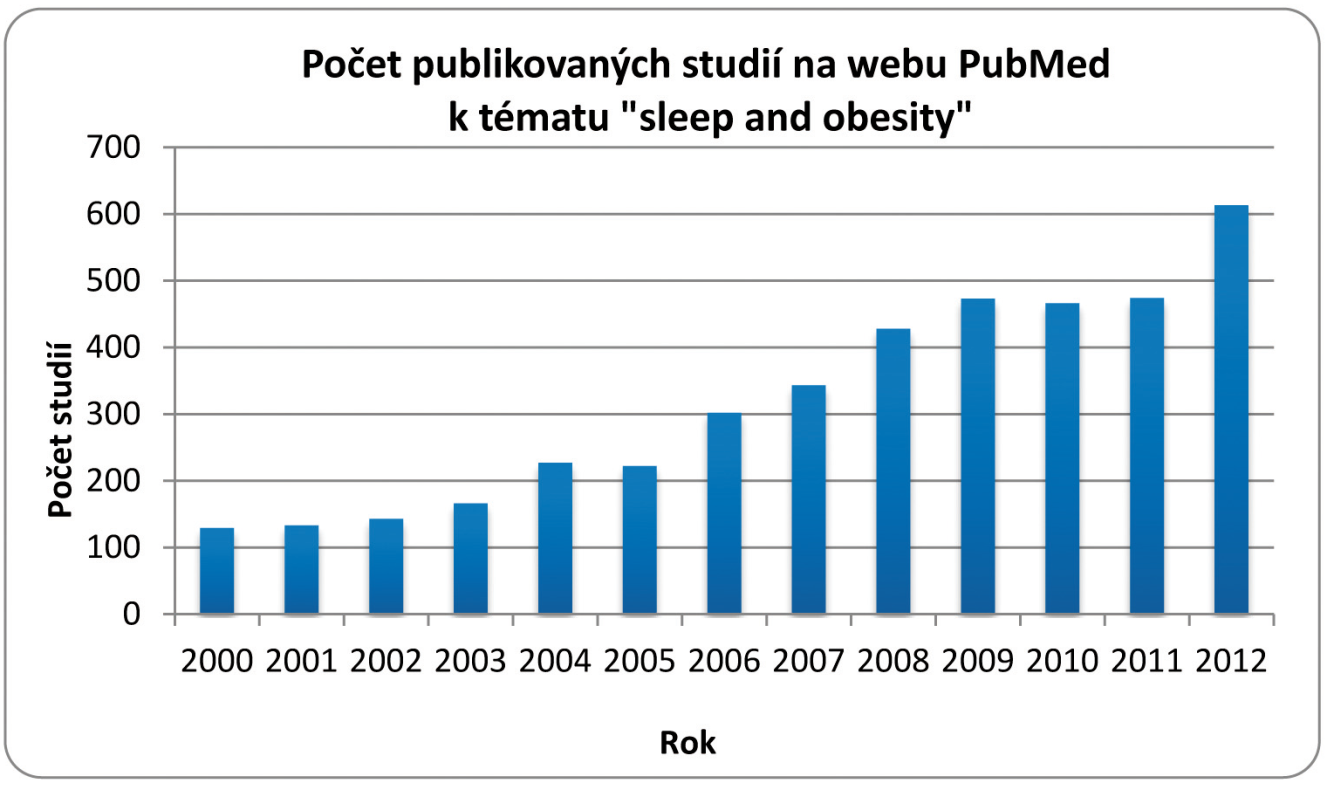 Počet publikovaných studií na webu PubMed
k tématu "sleep and obesity"
700
600
500
400
300
200
100
0
Počet studií
2000 2001 2002 2003 2004 2005 2006 2007 2008 2009 2010 2011 2012
Rok